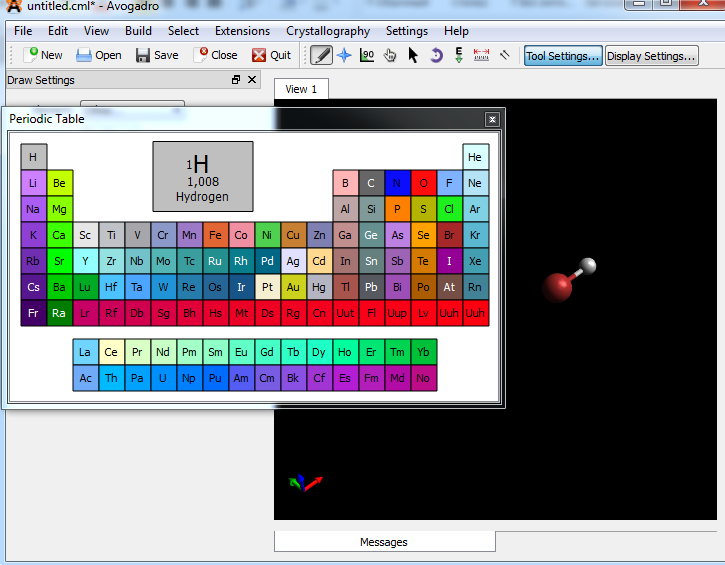 untitled.cml* - Avogadro
File Edit View Build Select Extensions Crystallography Settings Help
New Open Save Close Quit 90 E Tool Settings... Display Settings...
Draw Settings
View 1
Periodic Table
1 H
1,008
Hydrogen
H He
Li Be B C N O F Ne
Na Mg Al Si P S Cl Ar
K Ca Sc Ti V Cr Mn Fe Co Ni Cu Zn Ga Ge As Se Br Kr
Rb Sr Y Zr Nb Mo Tc Ru Rh Pd Ag Cd In Sn Sb Te I Xe
Cs Ba Lu Hf Ta W Re Os Ir Pt Au Hg Tl Pb Bi Po At Rn
Fr Ra Lr Rf Db Sg Bh Hs Mt Ds Rg Cn Uut Fl Uup Lv Uuh Uuh
La Ce Pr Nd Pm Sm Eu Gd Tb Dy Ho Er Tm Yb
Ac Th Pa U Np Pu Am Cm Bk Cf Es Fm Md No
Messages